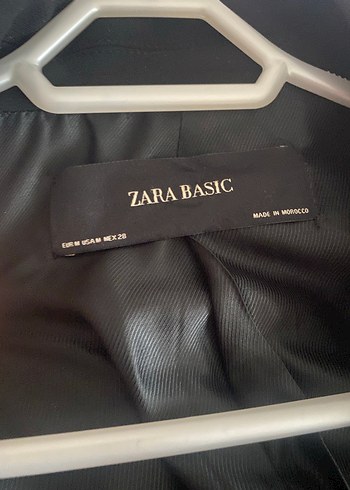 ZARA BASIC
MADE IN MOROCCO
EUR M USA M MEX 28